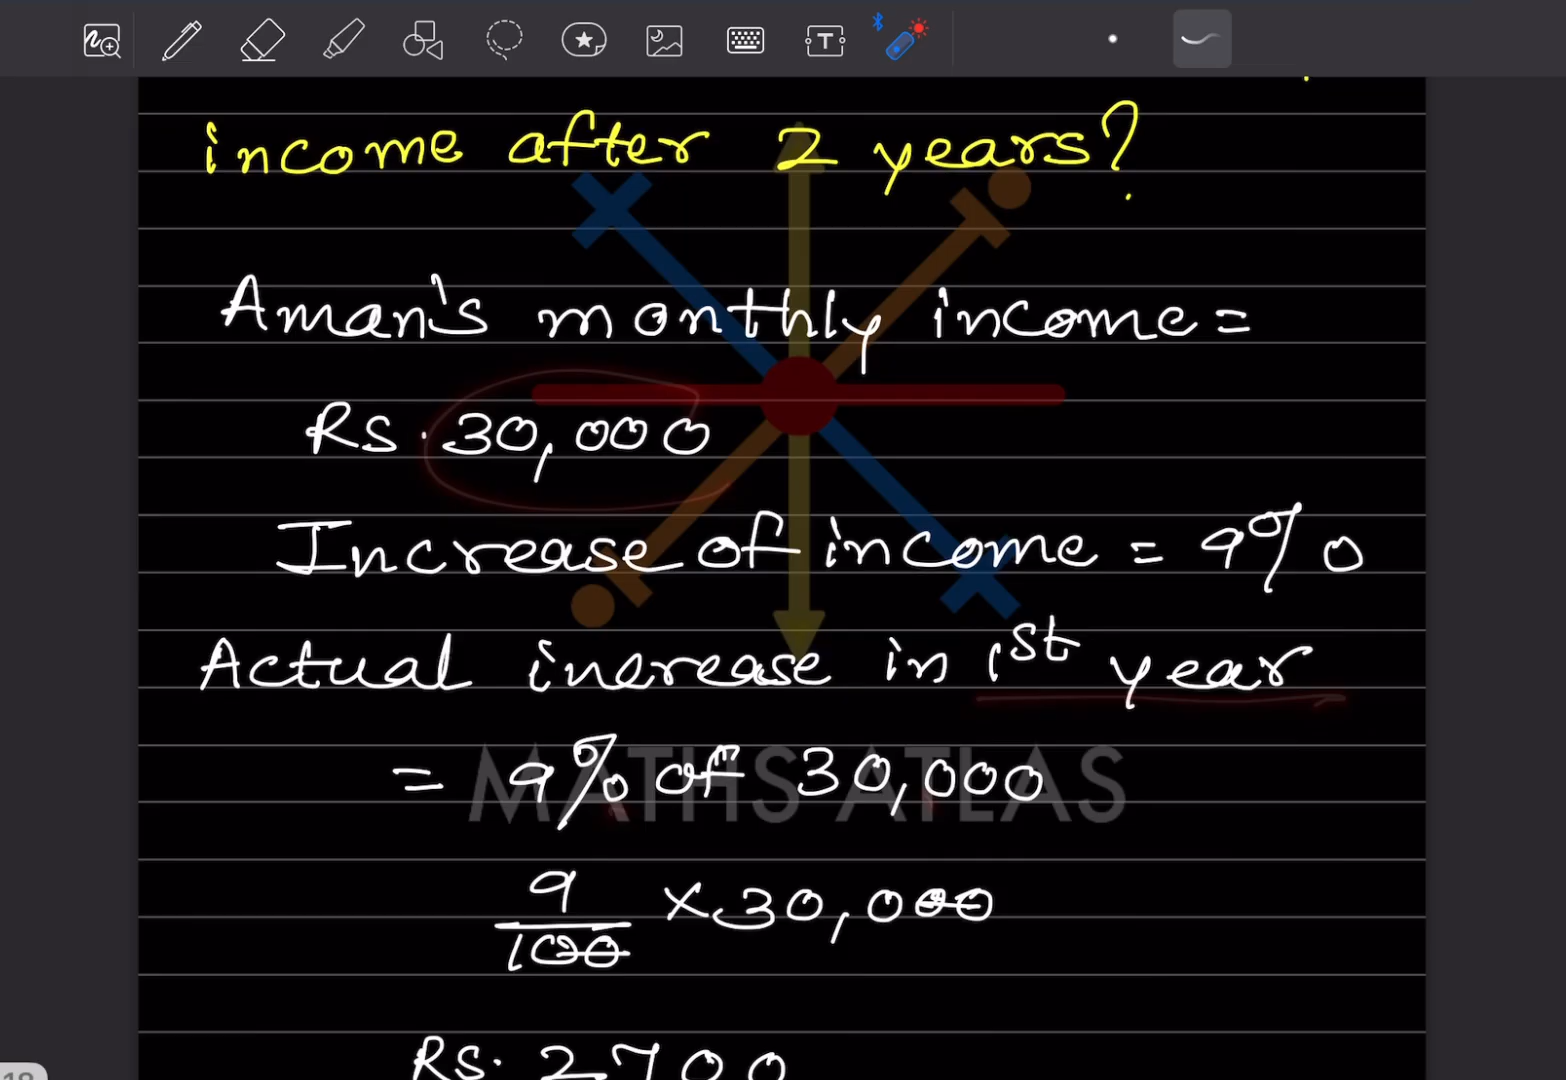 income after 2 years?
Aman's monthly income =
Rs. 30,000
Increase of income = 9%
Actual increase in 1st year
= 9% of 30,000
MATHS ATLAS
9/100 × 30,000
Rs. 2700